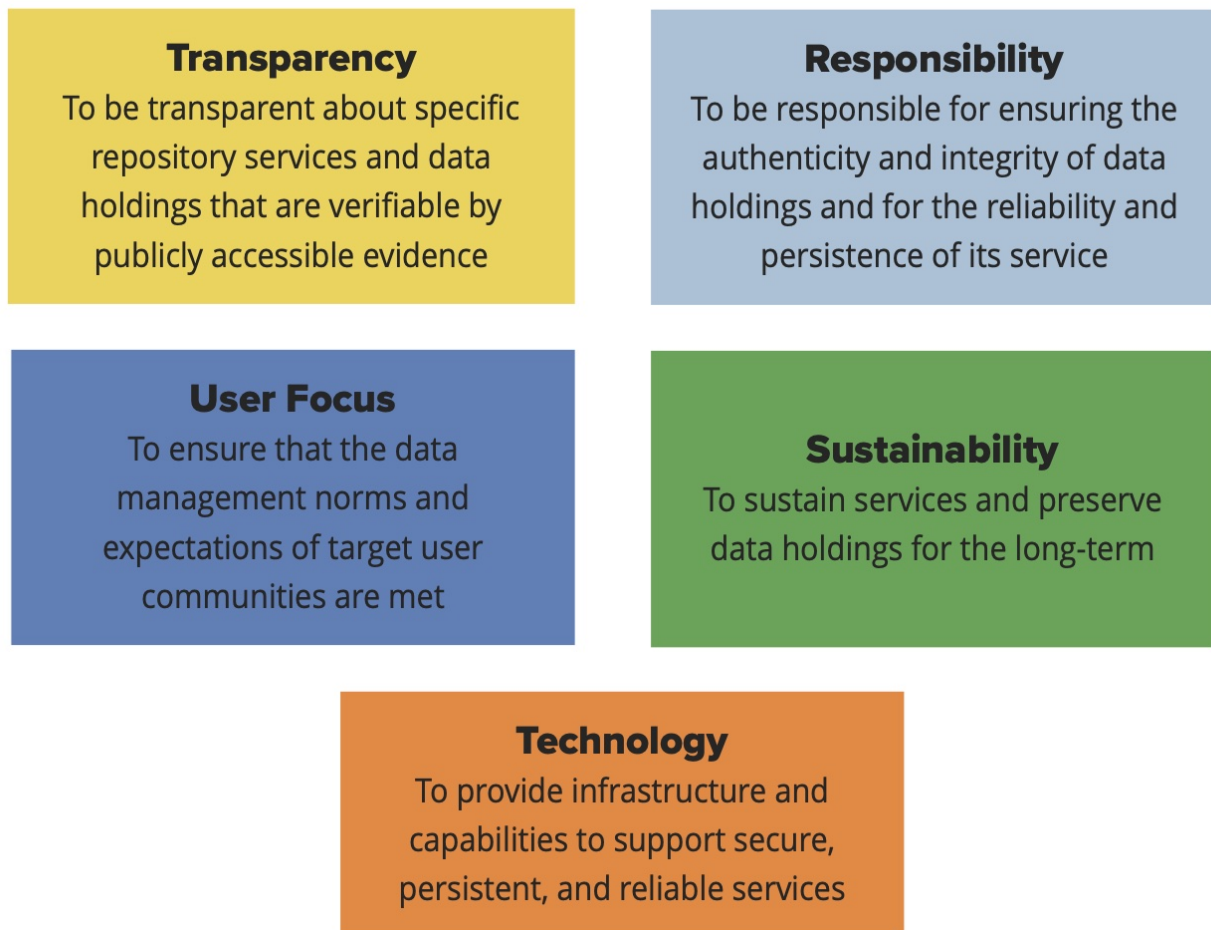 Transparency
To be transparent about specific
repository services and data
holdings that are verifiable by
publicly accessible evidence
Responsibility
To be responsible for ensuring the
authenticity and integrity of data
holdings and for the reliability and
persistence of its service
User Focus
To ensure that the data
management norms and
expectations of target user
communities are met
Sustainability
To sustain services and preserve
data holdings for the long-term
Technology
To provide infrastructure and
capabilities to support secure,
persistent, and reliable services